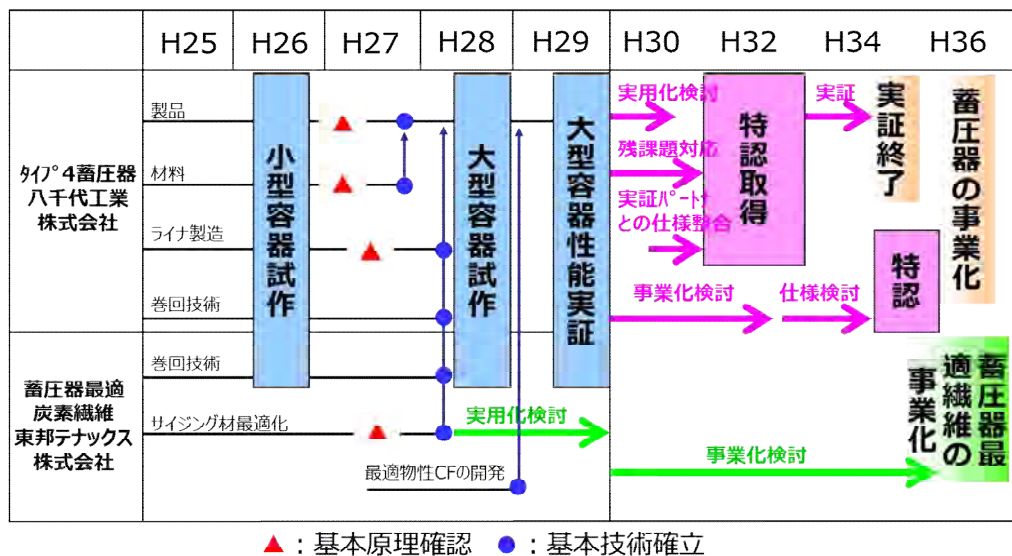 H25 H26 H27 H28 H29 H30 H32 H34 H36
ﾀｲﾌﾟ4蓄圧器
八千代工業
株式会社
製品
材料
ライナ製造
巻回技術
小型容器試作
大型容器試作
大型容器性能実証
実用化検討
残課題対応
実証ﾊﾟｰﾄﾅ
との仕様整合
事業化検討
特認取得
実証
仕様検討
特認
実証終了
蓄圧器の事業化
蓄圧器最適
炭素繊維
東邦テナックス
株式会社
巻回技術
サイジング材最適化
最適物性CFの開発
実用化検討
事業化検討
蓄圧器最
適繊維の
事業化
▲：基本原理確認 ●：基本技術確立